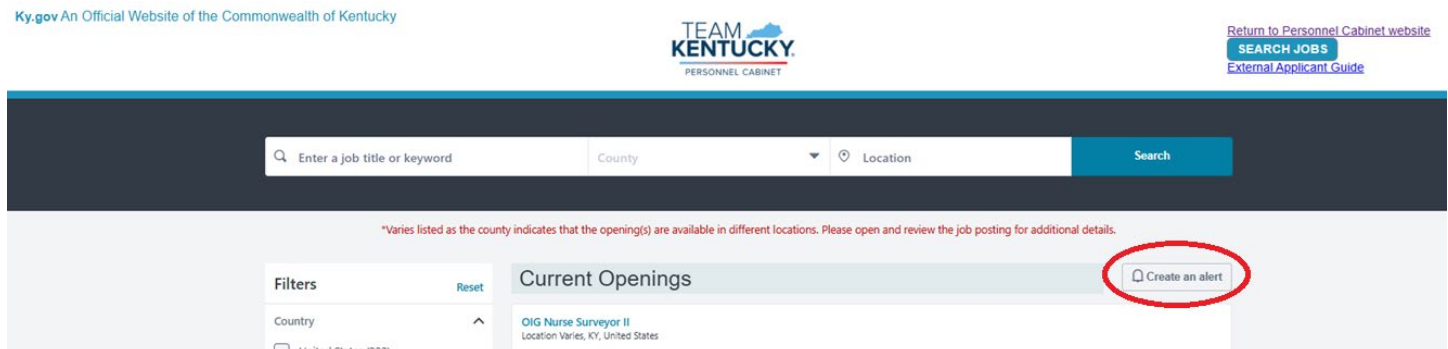 Ky.gov An Official Website of the Commonwealth of Kentucky
TEAM
KENTUCKY.
PERSONNEL CABINET
Return to Personnel Cabinet website
SEARCH JOBS
External Applicant Guide
Enter a job title or keyword
County
Location
Search
*Varies listed as the county indicates that the opening(s) are available in different locations. Please open and review the job posting for additional details.
Filters
Reset
Current Openings
Create an alert
Country
OIG Nurse Surveyor II
Location Varies, KY, United States